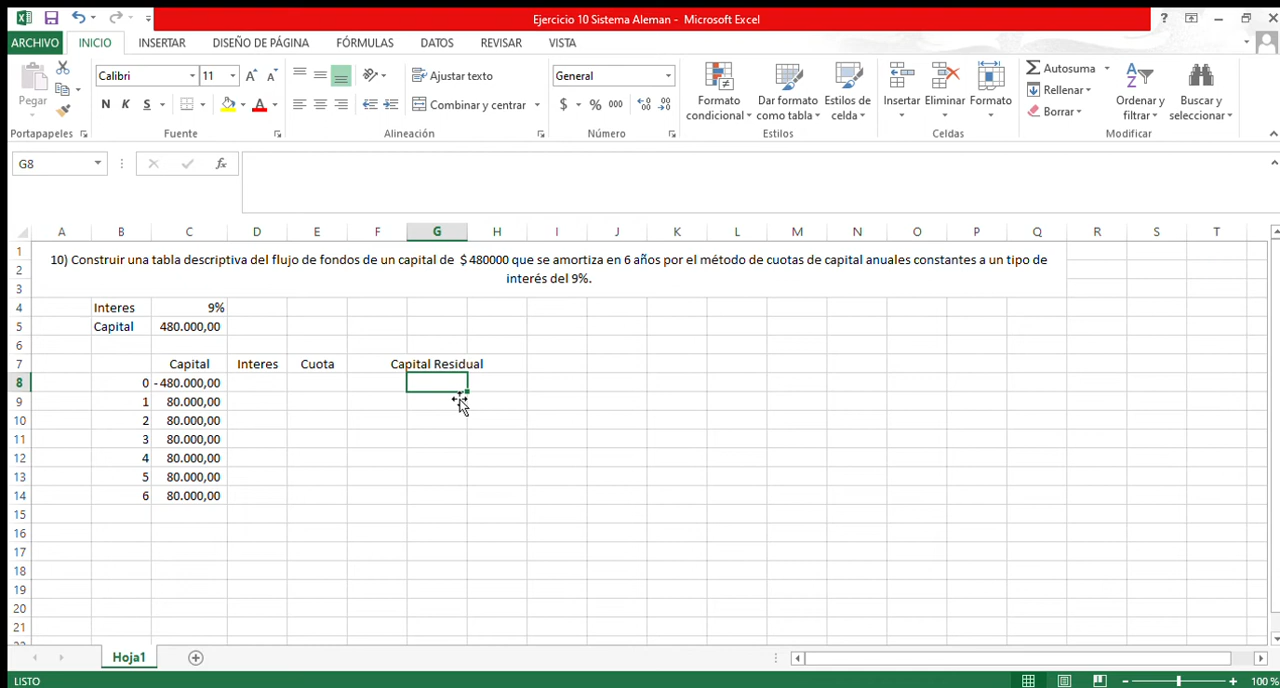 Ejercicio 10 Sistema Aleman - Microsoft Excel
ARCHIVO INICIO INSERTAR DISEÑO DE PÁGINA FÓRMULAS DATOS REVISAR VISTA
Pegar
Calibri 11
N K S
Ajustar texto
Combinar y centrar
General
$ % 000
Formato condicional
Dar formato como tabla
Estilos de celda
Insertar Eliminar Formato
Autosuma
Rellenar
Borrar
Ordenar y filtrar
Buscar y seleccionar
Portapapeles Fuente Alineación Número Estilos Celdas Modificar
G8
fx
A B C D E F G H I J K L M N O P Q R S T
1
2
3
10) Construir una tabla descriptiva del flujo de fondos de un capital de $ 480000 que se amortiza en 6 años por el método de cuotas de capital anuales constantes a un tipo de
interés del 9%.
4 Interes 9%
5 Capital 480.000,00
6
7 Capital Interes Cuota Capital Residual
8 0 - 480.000,00
9 1 80.000,00
10 2 80.000,00
11 3 80.000,00
12 4 80.000,00
13 5 80.000,00
14 6 80.000,00
15
16
17
18
19
20
21
Hoja1
LISTO 100 %